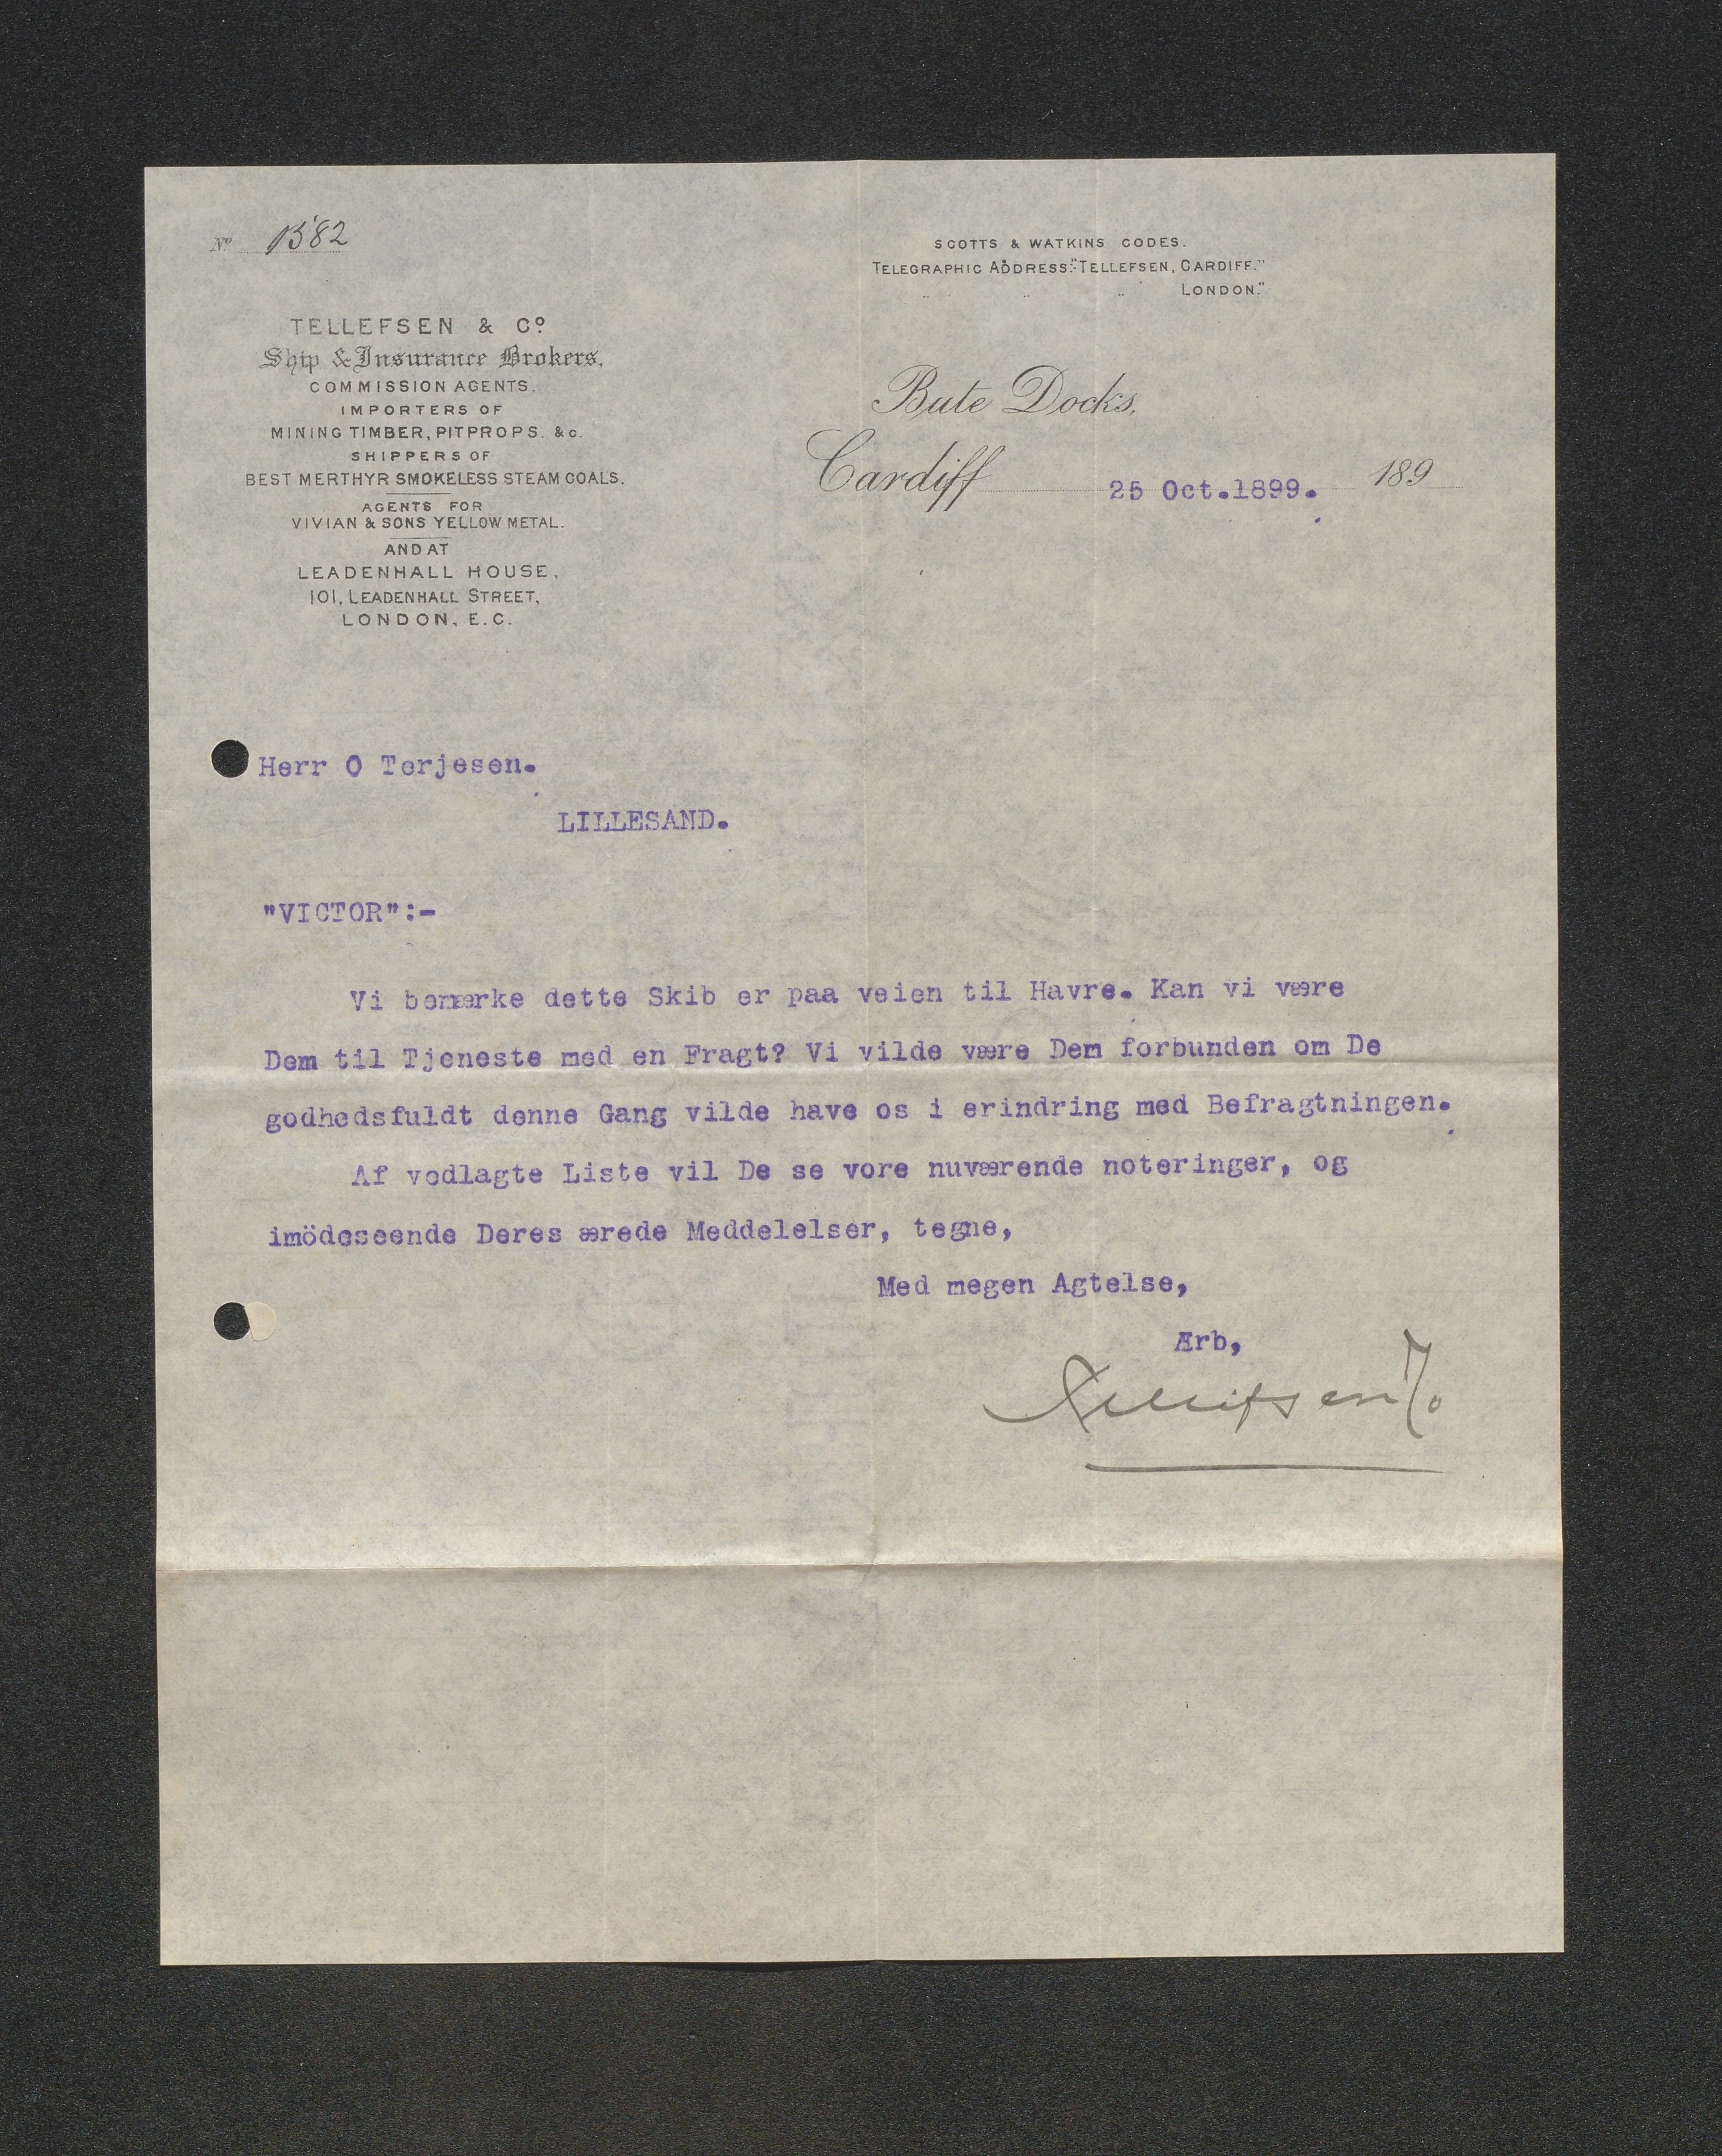 No 1582
SCOTTS & WATKINS CODES.
TELEGRAPHIC ADDRESS:-"TELLEFSEN, CARDIFF."
" " " LONDON."
TELLEFSEN & Co
Ship & Insurance Brokers,
COMMISSION AGENTS.
IMPORTERS OF
MINING TIMBER, PITPROPS. &c.
SHIPPERS OF
BEST MERTHYR SMOKELESS STEAM COALS.
AGENTS FOR
VIVIAN & SONS YELLOW METAL.
AND AT
LEADENHALL HOUSE,
101, LEADENHALL STREET,
LONDON, E.C.
Bute Docks,
Cardiff 25 Oct.1899. 189
Herr O Terjesen.
LILLESAND.
"VICTOR":-
Vi bemærke dette Skib er paa veien til Havre. Kan vi være
Dem til Tjeneste med en Fragt? Vi vilde være Dem forbunden om De
godhedsfuldt denne Gang vilde have os i erindring med Befragtningen.
Af vedlagte Liste vil De se vore nuværende noteringer, og
imödeseende Deres ærede Meddelelser, tegne,
Med megen Agtelse,
Ærb,
Tellefsen